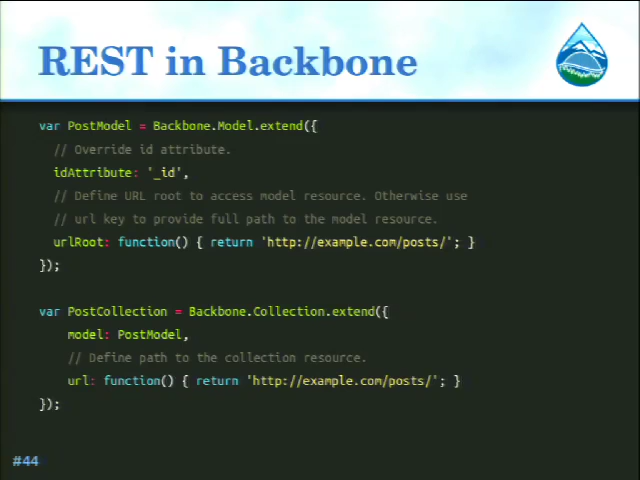 REST in Backbone
var PostModel = Backbone.Model.extend({
// Override id attribute.
idAttribute: '_id',
// Define URL root to access model resource. Otherwise use
// url key to provide full path to the model resource.
urlRoot: function() { return 'http://example.com/posts/'; }
});
var PostCollection = Backbone.Collection.extend({
model: PostModel,
// Define path to the collection resource.
url: function() { return 'http://example.com/posts/'; }
});
#44